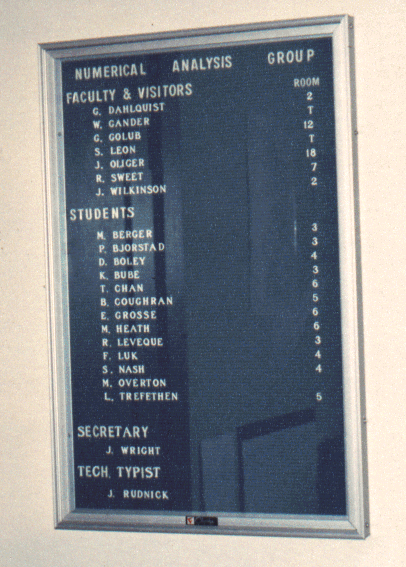 NUMERICAL ANALYSIS GROUP
FACULTY & VISITORS ROOM
G. DAHLQUIST 2
W. GANDER T
G. GOLUB 12
S. LEON T
J. OLIGER 18
R. SWEET 7
J. WILKINSON 2
STUDENTS
M. BERGER 3
P. BJORSTAD 3
D. BOLEY 4
K. BUBE 3
T. CHAN 6
B. COUGHRAN 5
E. GROSSE 6
M. HEATH 6
R. LEVEQUE 3
F. LUK 4
S. NASH 4
M. OVERTON
L. TREFETHEN 5
SECRETARY
J. WRIGHT
TECH. TYPIST
J. RUDNICK